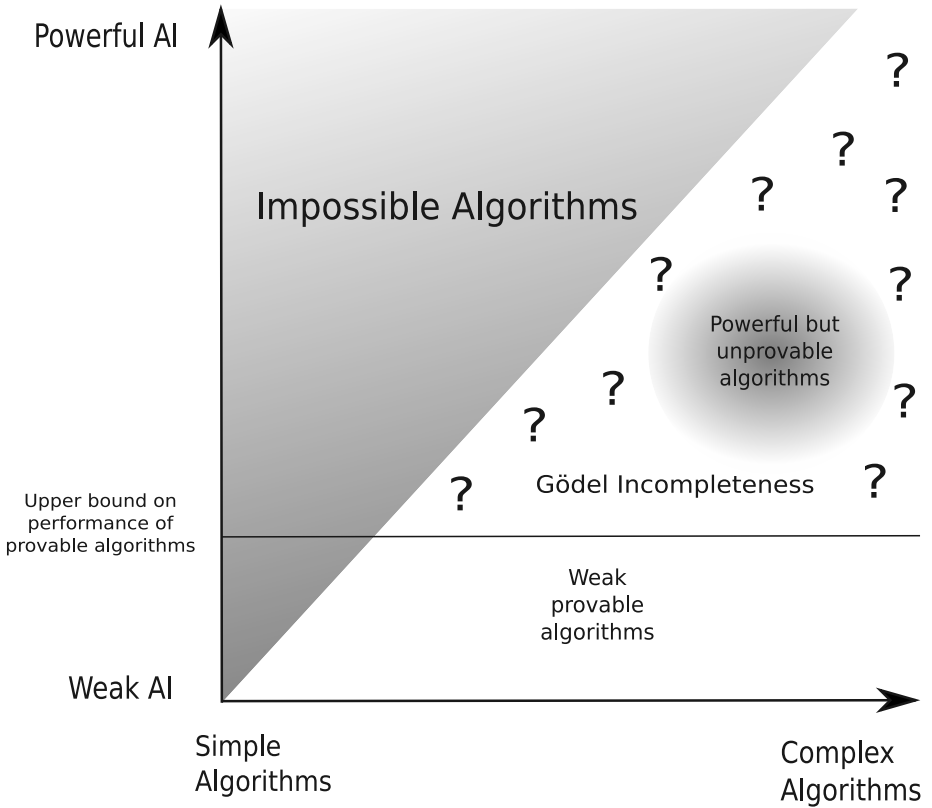 Powerful AI
Impossible Algorithms
?
?
?
?
?
?
Powerful but
unprovable
algorithms
?
?
?
?
?
Gödel Incompleteness
Upper bound on
performance of
provable algorithms
Weak
provable
algorithms
Weak AI
Simple
Algorithms
Complex
Algorithms